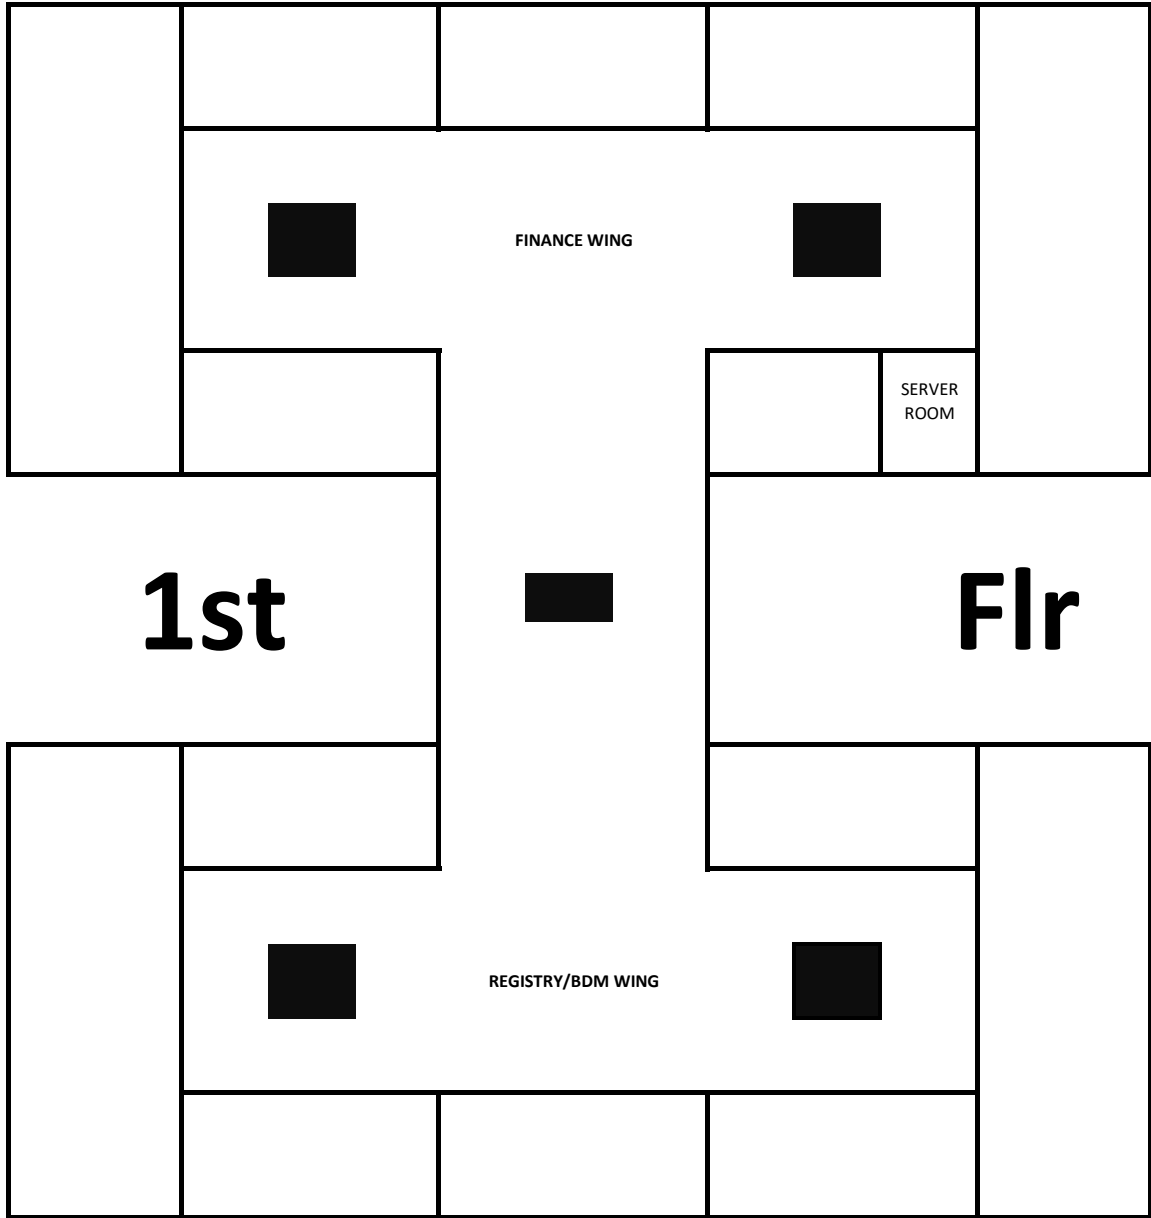 FINANCE WING
SERVER
ROOM
1st
Flr
REGISTRY/BDM WING